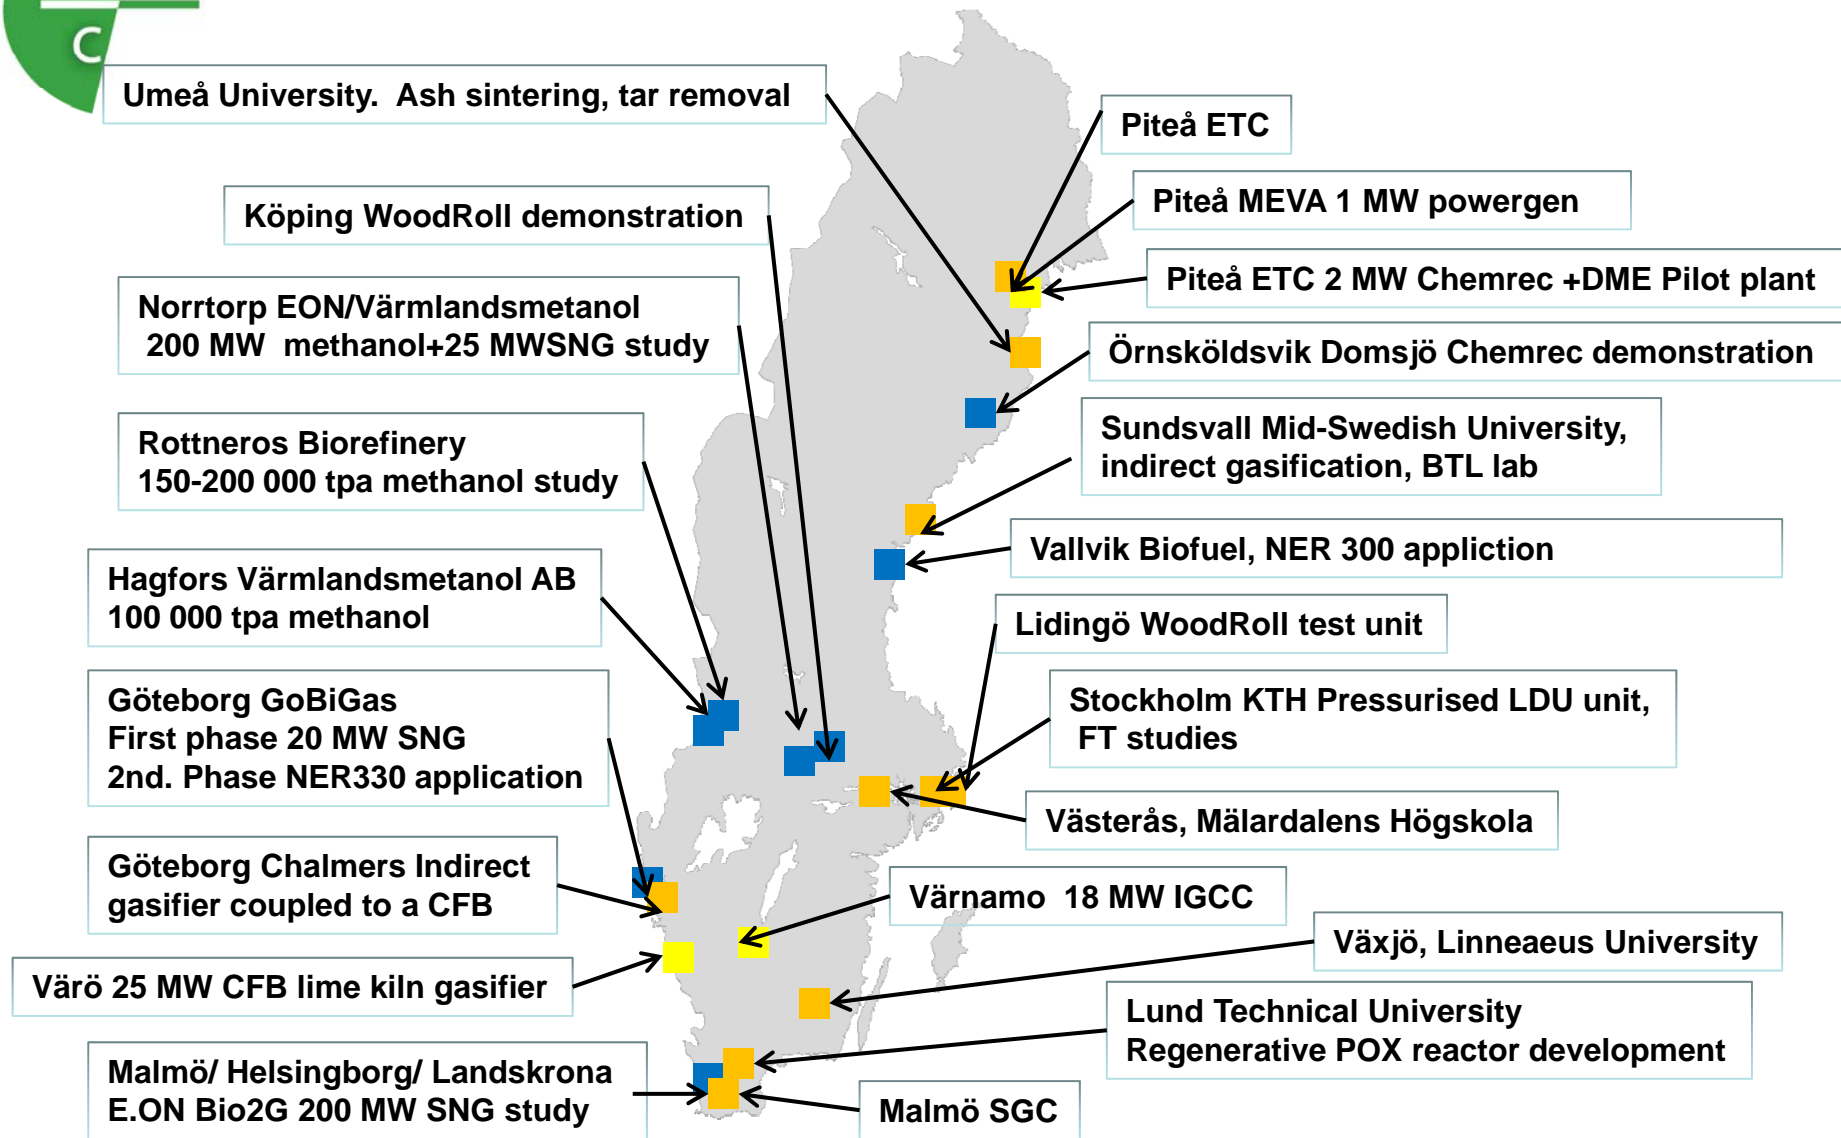 C
Umeå University.  Ash sintering, tar removal
Piteå ETC
Piteå MEVA 1 MW powergen
Köping WoodRoll demonstration
Piteå ETC 2 MW Chemrec +DME Pilot plant
Norrtorp EON/Värmlandsmetanol
200 MW  methanol+25 MWSNG study
Örnsköldsvik Domsjö Chemrec demonstration
Sundsvall Mid-Swedish University,
indirect gasification, BTL lab
Rottneros Biorefinery
150-200 000 tpa methanol study
Vallvik Biofuel, NER 300 appliction
Hagfors Värmlandsmetanol AB
100 000 tpa methanol
Lidingö WoodRoll test unit
Göteborg GoBiGas
First phase 20 MW SNG
2nd. Phase NER330 application
Stockholm KTH Pressurised LDU unit,
FT studies
Västerås, Mälardalens Högskola
Göteborg Chalmers Indirect
gasifier coupled to a CFB
Värnamo  18 MW IGCC
Växjö, Linneaeus University
Värö 25 MW CFB lime kiln gasifier
Lund Technical University
Regenerative POX reactor development
Malmö/ Helsingborg/ Landskrona
E.ON Bio2G 200 MW SNG study
Malmö SGC